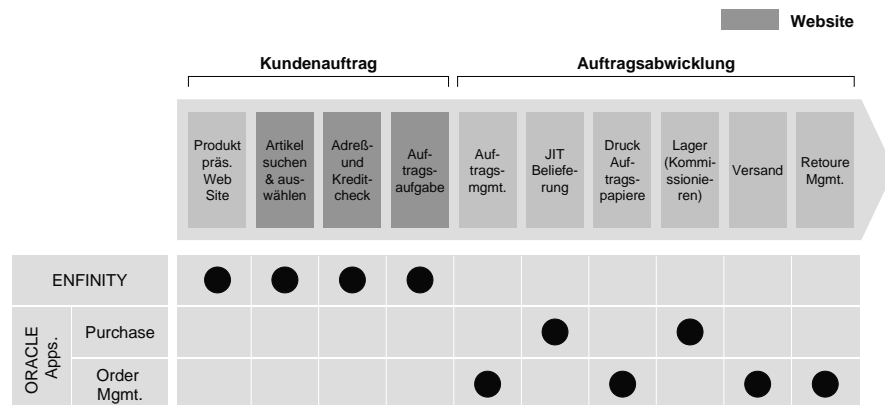 Website
Kundenauftrag
Auftragsabwicklung
Produkt
präs.
Web
Site
Artikel
suchen
& aus-
wählen
Adreß-
und
Kredit-
check
Auf-
trags-
aufgabe
Auf-
trags-
mgmt.
JIT
Beliefe-
rung
Druck
Auf-
trags-
papiere
Lager
(Kommis-
sionie-
ren)
Versand
Retoure
Mgmt.
ENFINITY
ORACLE
Apps.
Purchase
Order
Mgmt.